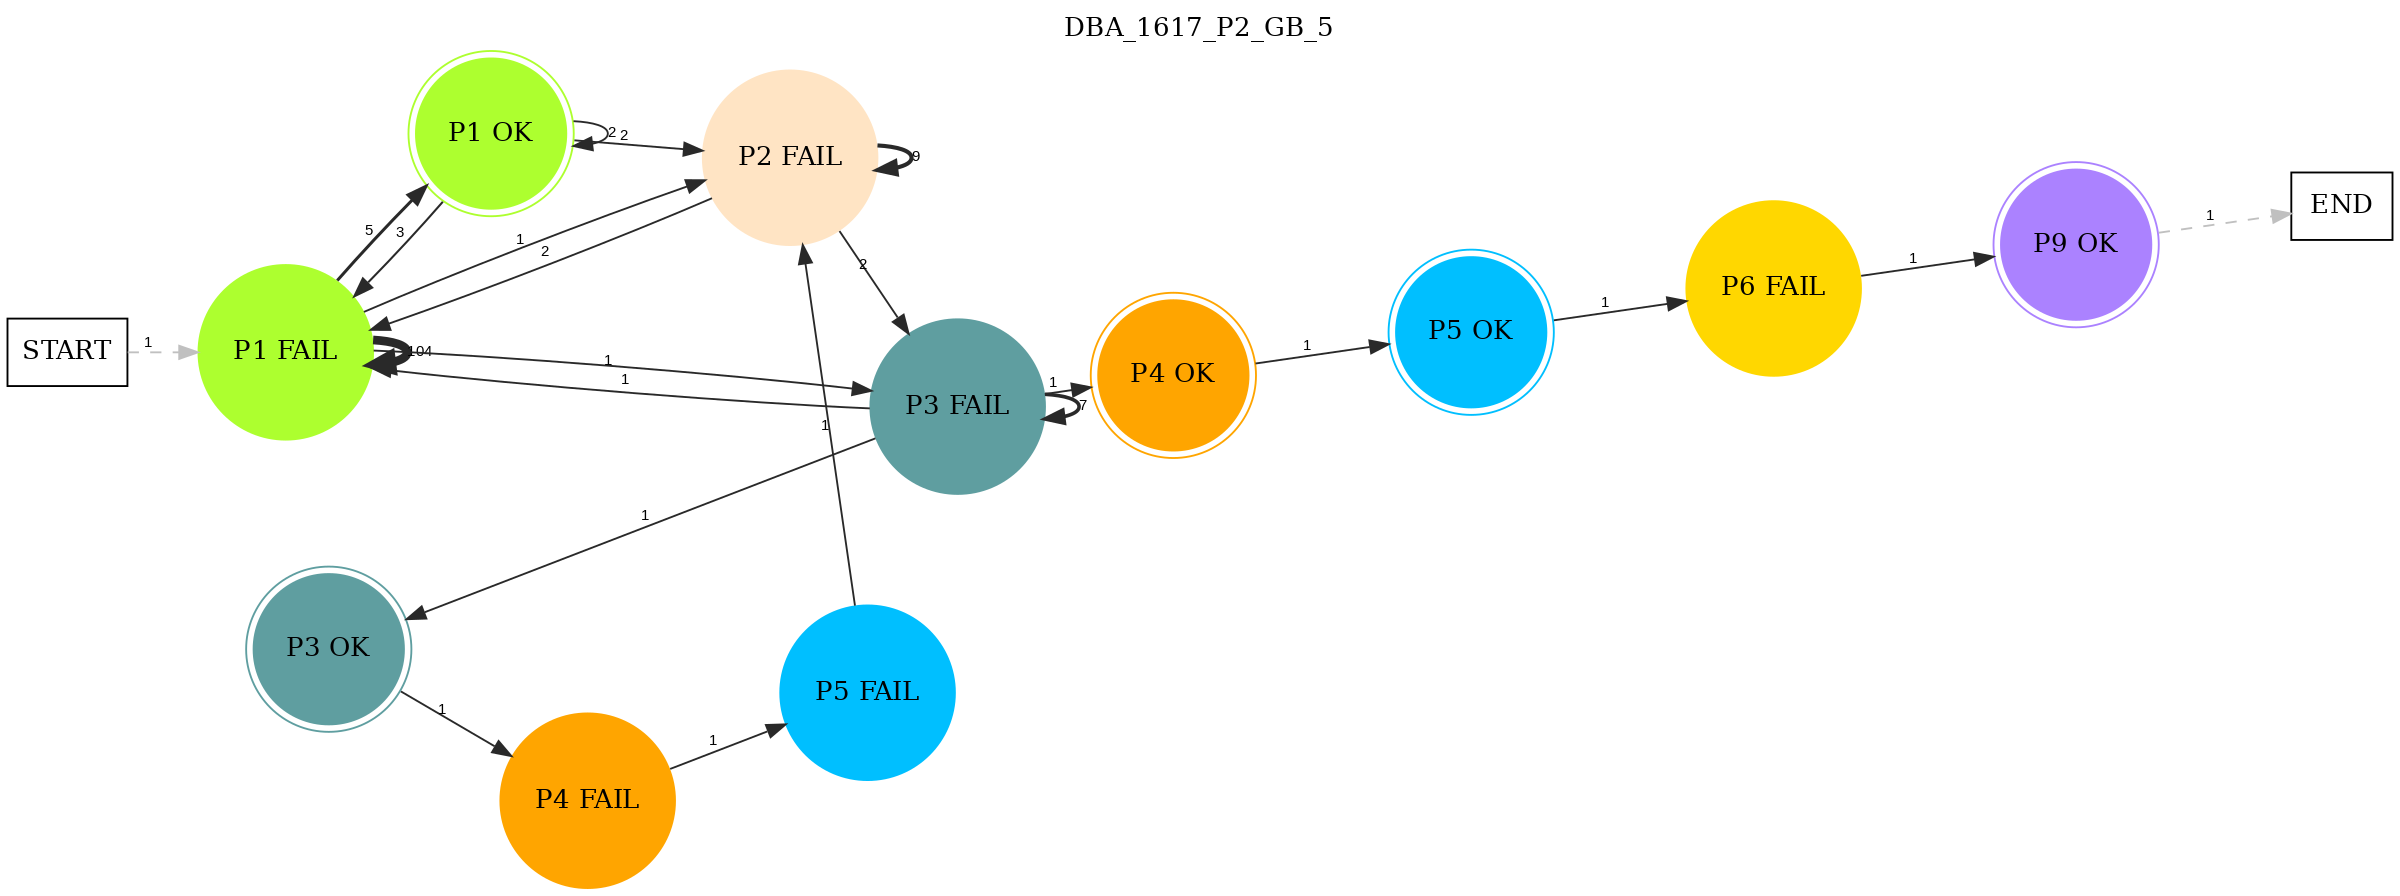 DBA_1617_P2_GB_5
P1 OK
2
2
P2 FAIL
9
5
3
1
2
2
START
1
P1 FAIL
104
1
1
P3 FAIL
1
7
P4 OK
1
P5 OK
1
P6 FAIL
1
P9 OK
1
END
1
1
P3 OK
1
P4 FAIL
1
P5 FAIL